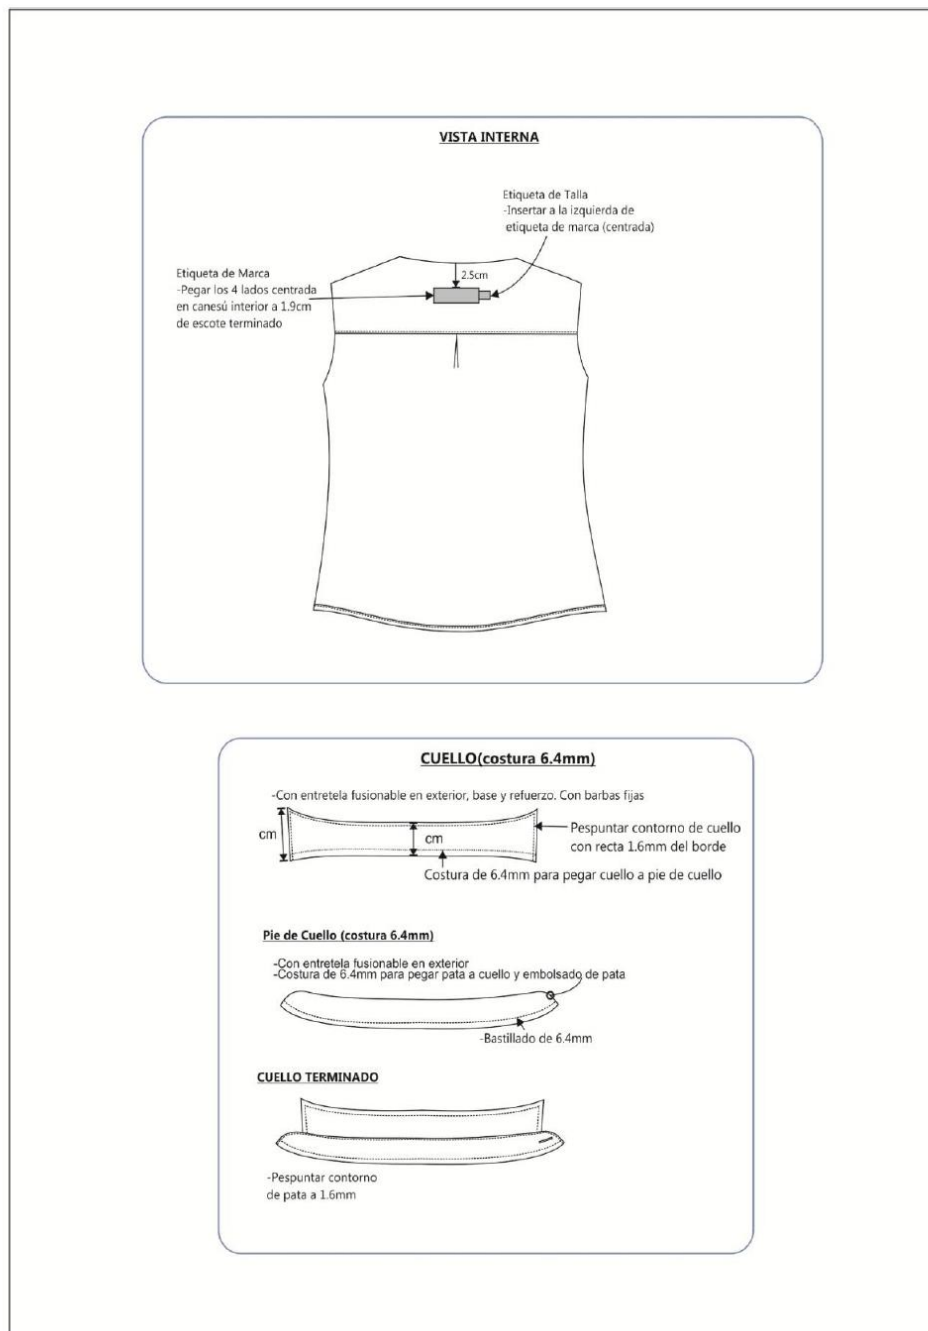 VISTA INTERNA
Etiqueta de Talla
-Insertar a la izquierda de
etiqueta de marca (centrada)
2.5cm
Etiqueta de Marca
-Pegar los 4 lados centrada
en canesú interior a 1.9cm
de escote terminado
CUELLO(costura 6.4mm)
-Con entretela fusionable en exterior, base y refuerzo. Con barbas fijas
cm
cm
Pespuntar contorno de cuello
con recta 1.6mm del borde
Costura de 6.4mm para pegar cuello a pie de cuello
Pie de Cuello (costura 6.4mm)
-Con entretela fusionable en exterior
-Costura de 6.4mm para pegar pata a cuello y embolsado de pata
-Bastillado de 6.4mm
CUELLO TERMINADO
-Pespuntar contorno
de pata a 1.6mm